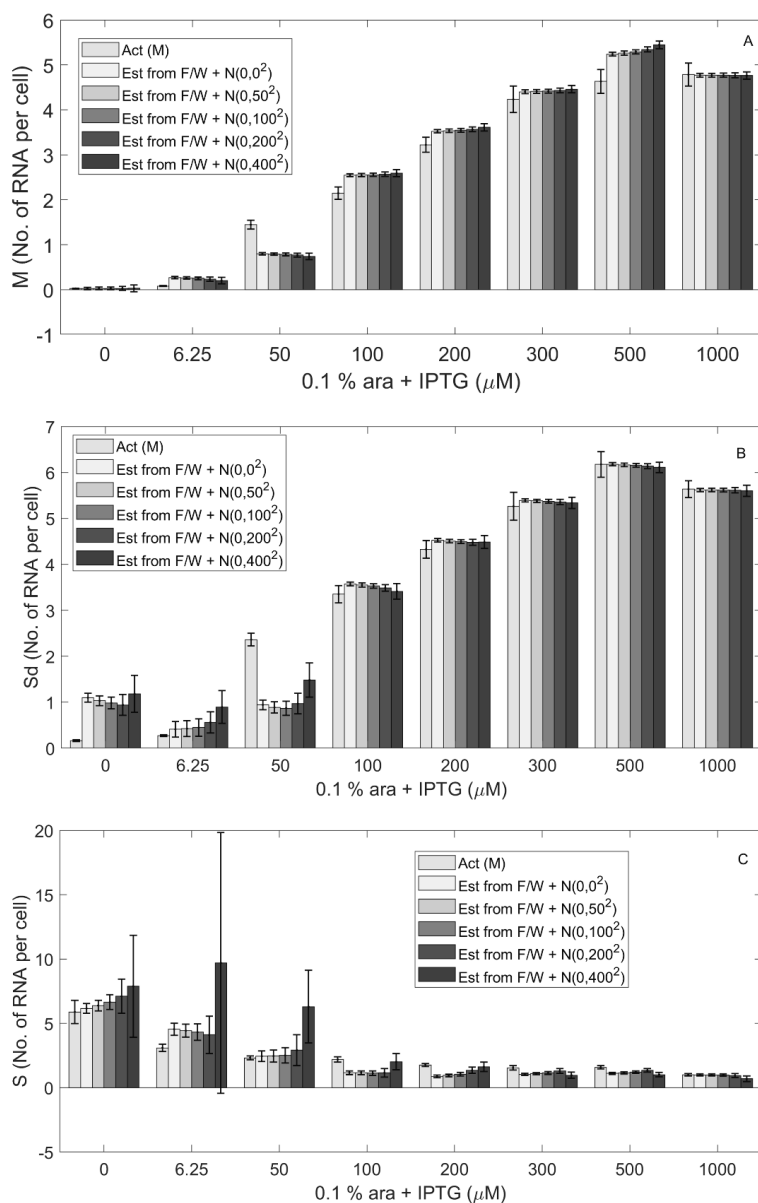 6
5
4
3
2
1
0
-1
M (No. of RNA per cell)
Act (M)
Est from F/W + N(0,0²)
Est from F/W + N(0,50²)
Est from F/W + N(0,100²)
Est from F/W + N(0,200²)
Est from F/W + N(0,400²)
A
0 6.25 50 100 200 300 500 1000
0.1 % ara + IPTG (μM)
7
6
5
4
3
2
1
0
Sd (No. of RNA per cell)
Act (M)
Est from F/W + N(0,0²)
Est from F/W + N(0,50²)
Est from F/W + N(0,100²)
Est from F/W + N(0,200²)
Est from F/W + N(0,400²)
B
0 6.25 50 100 200 300 500 1000
0.1 % ara + IPTG (μM)
20
15
10
5
0
-5
S (No. of RNA per cell)
Act (M)
Est from F/W + N(0,0²)
Est from F/W + N(0,50²)
Est from F/W + N(0,100²)
Est from F/W + N(0,200²)
Est from F/W + N(0,400²)
C
0 6.25 50 100 200 300 500 1000
0.1 % ara + IPTG (μM)